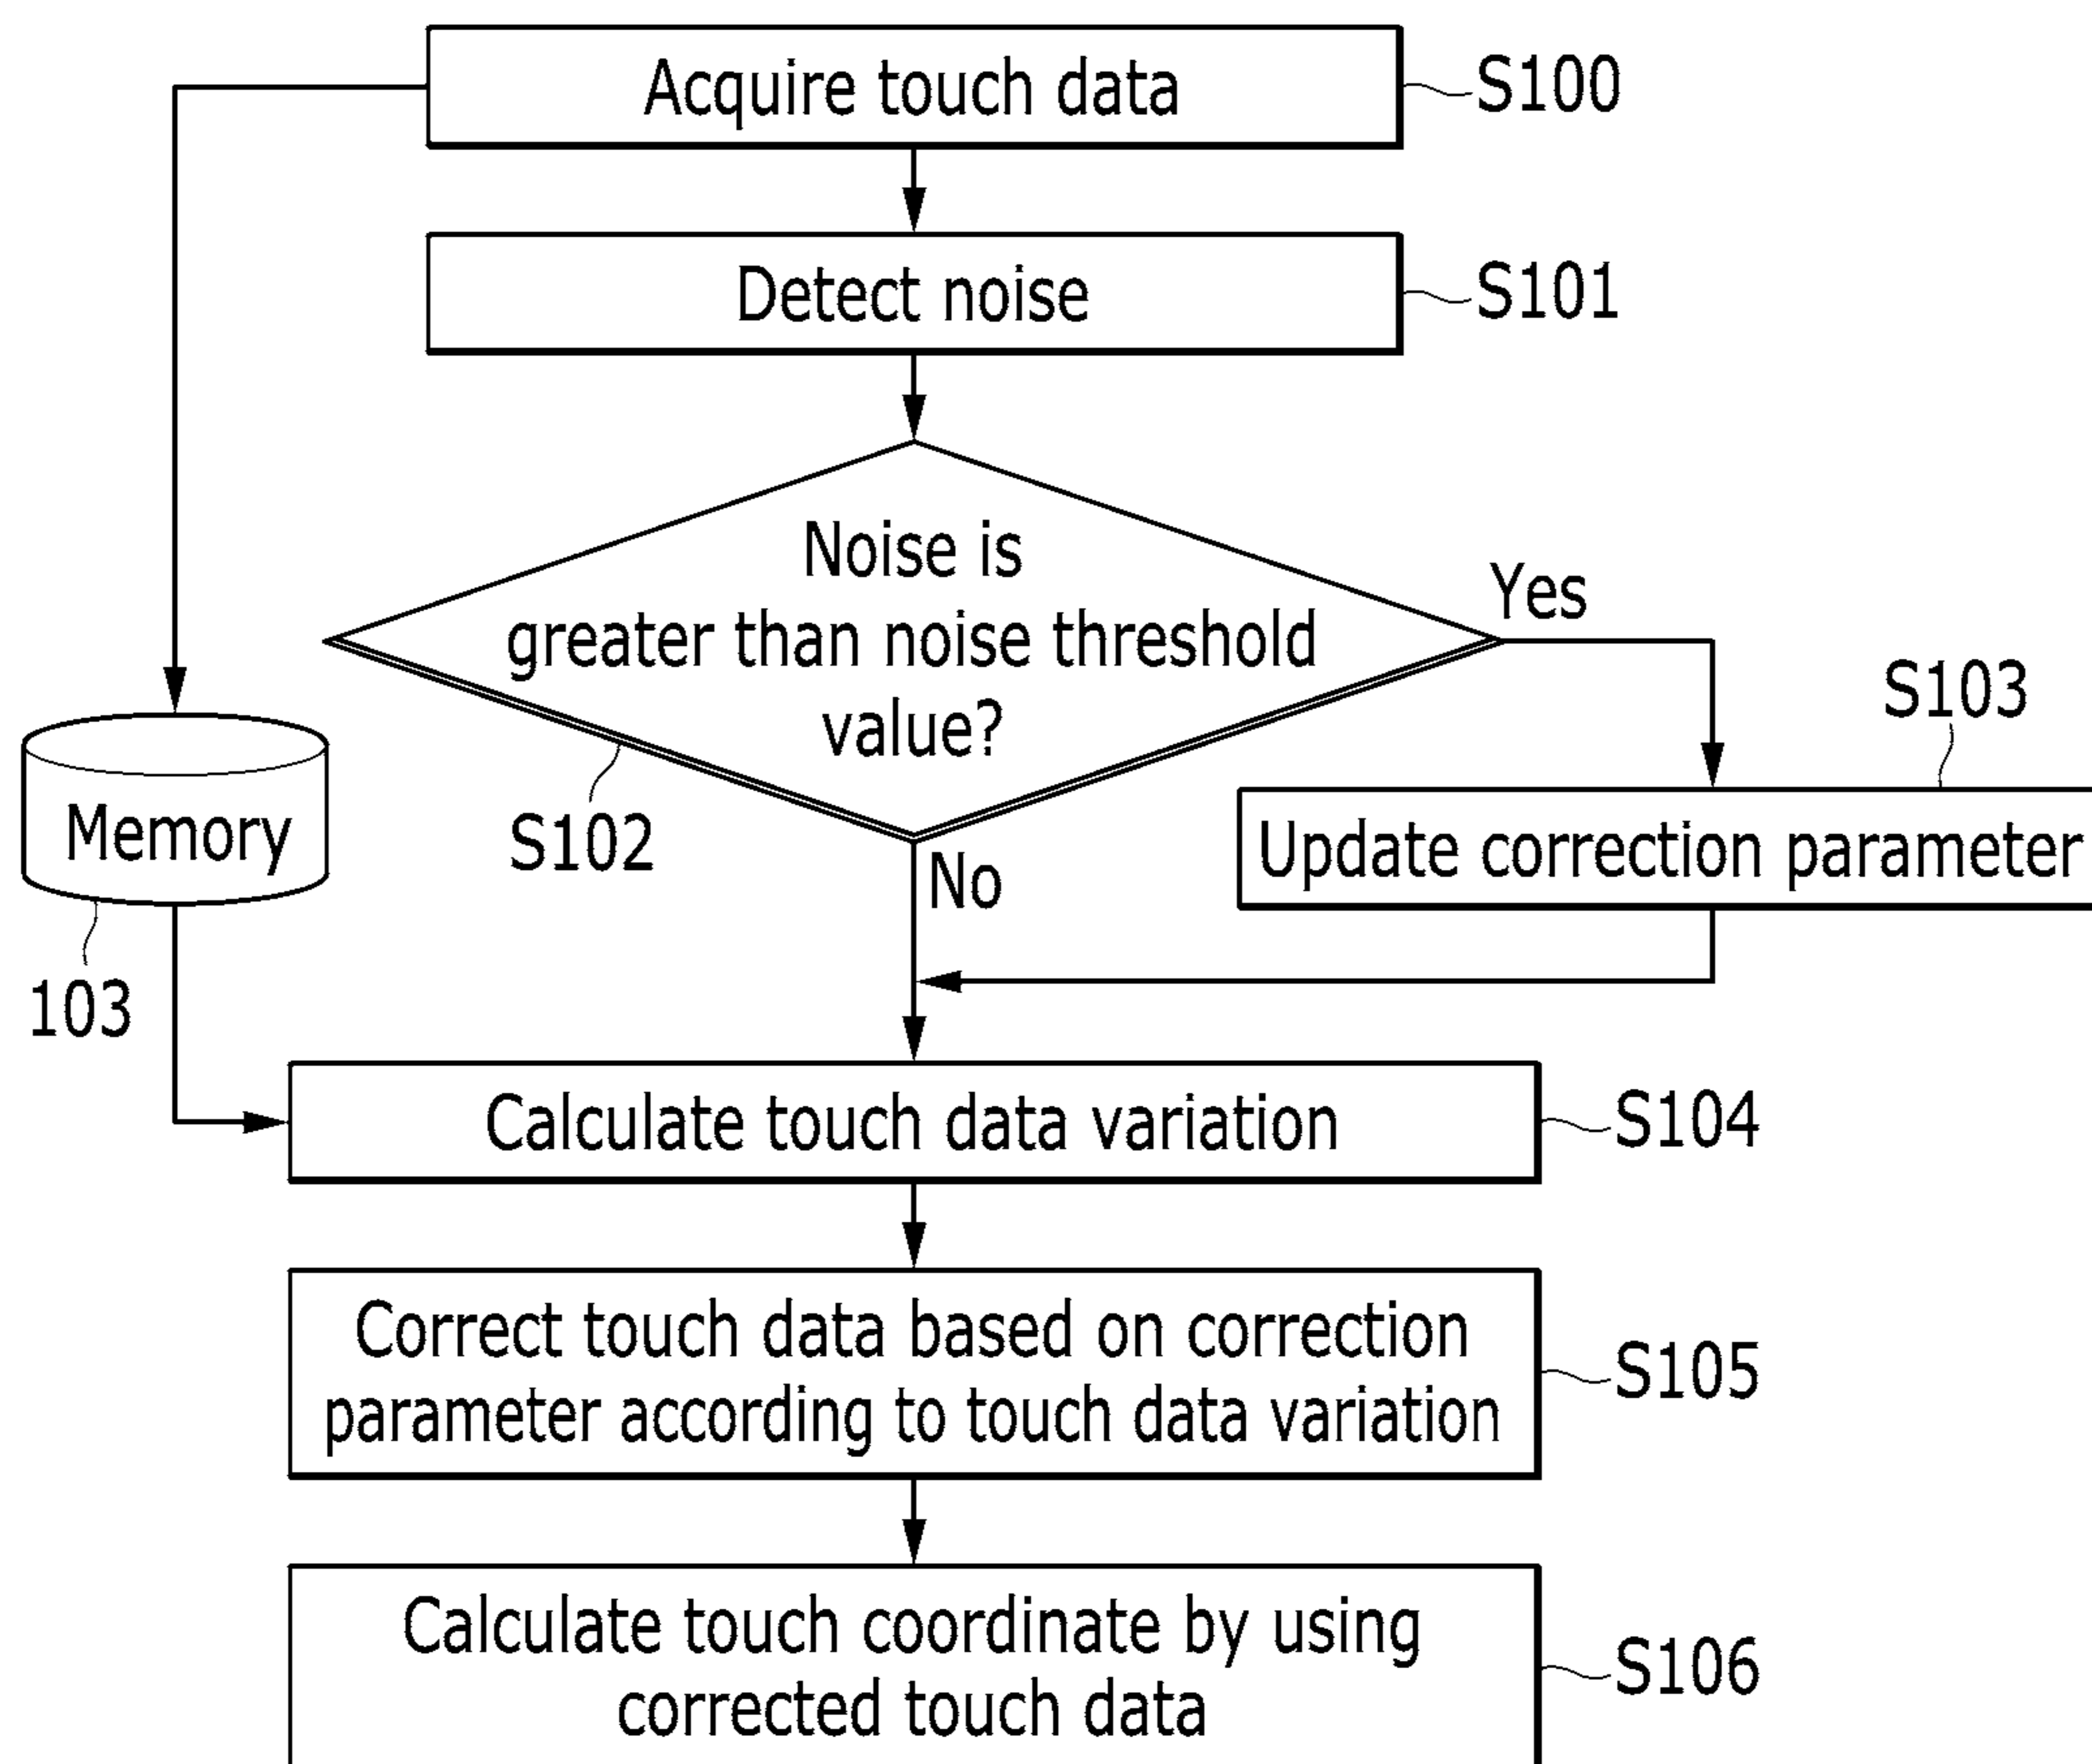 Acquire touch data
S100
Detect noise
S101
Noise is
greater than noise threshold
value?
Yes
S102
No
S103
Update correction parameter
Memory
103
Calculate touch data variation
S104
Correct touch data based on correction
parameter according to touch data variation
S105
Calculate touch coordinate by using
corrected touch data
S106